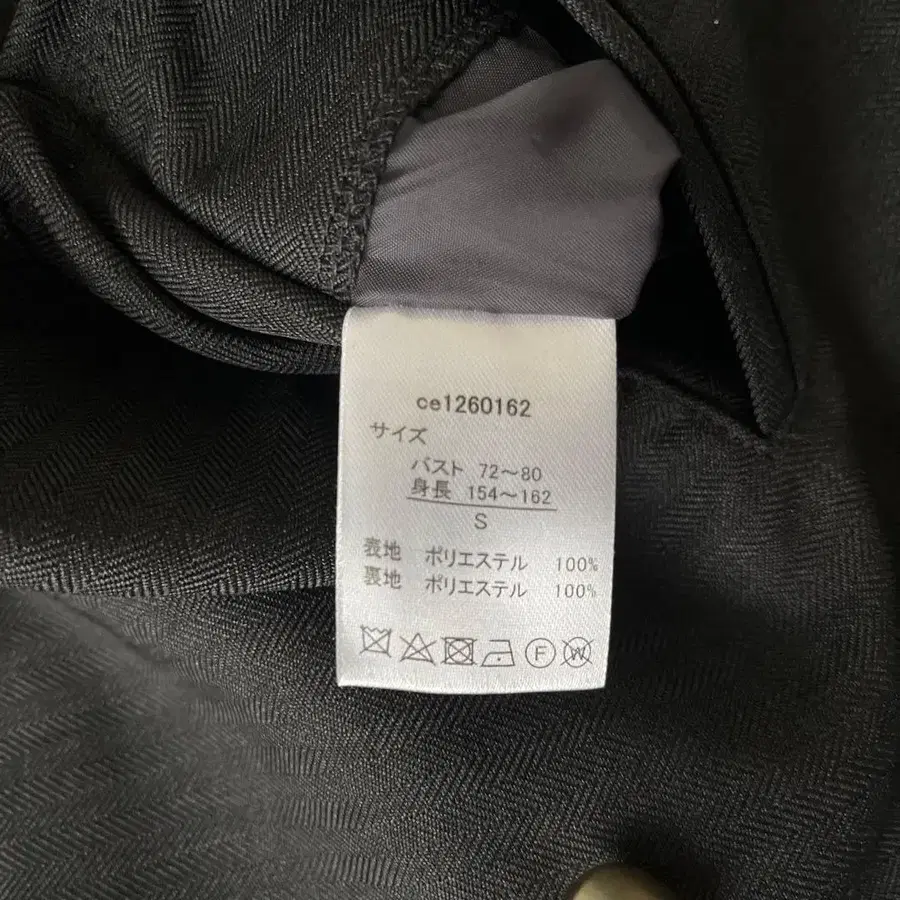 ce1260162
サイズ
バスト 72～80
身長 154～162
S
表地 ポリエステル 100%
裏地 ポリエステル 100%
F W